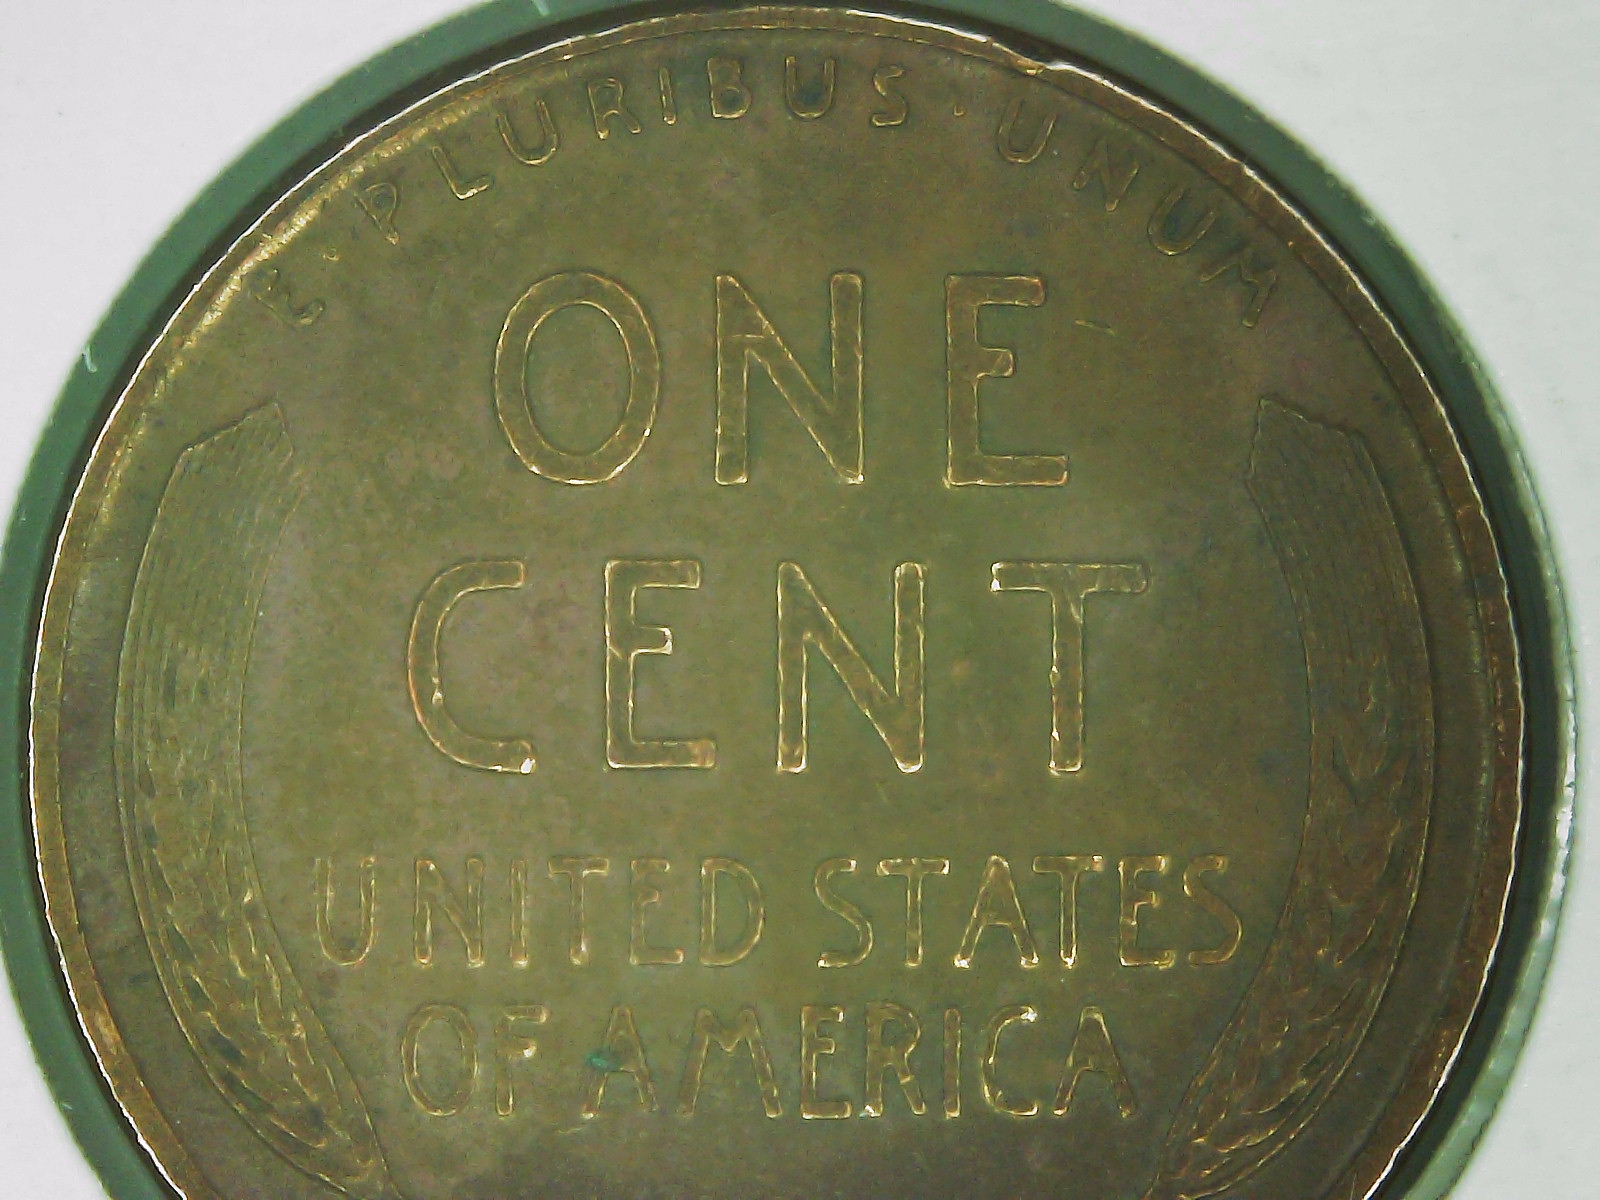 E · PLURIBUS · UNUM
ONE
CENT
UNITED STATES
OF AMERICA